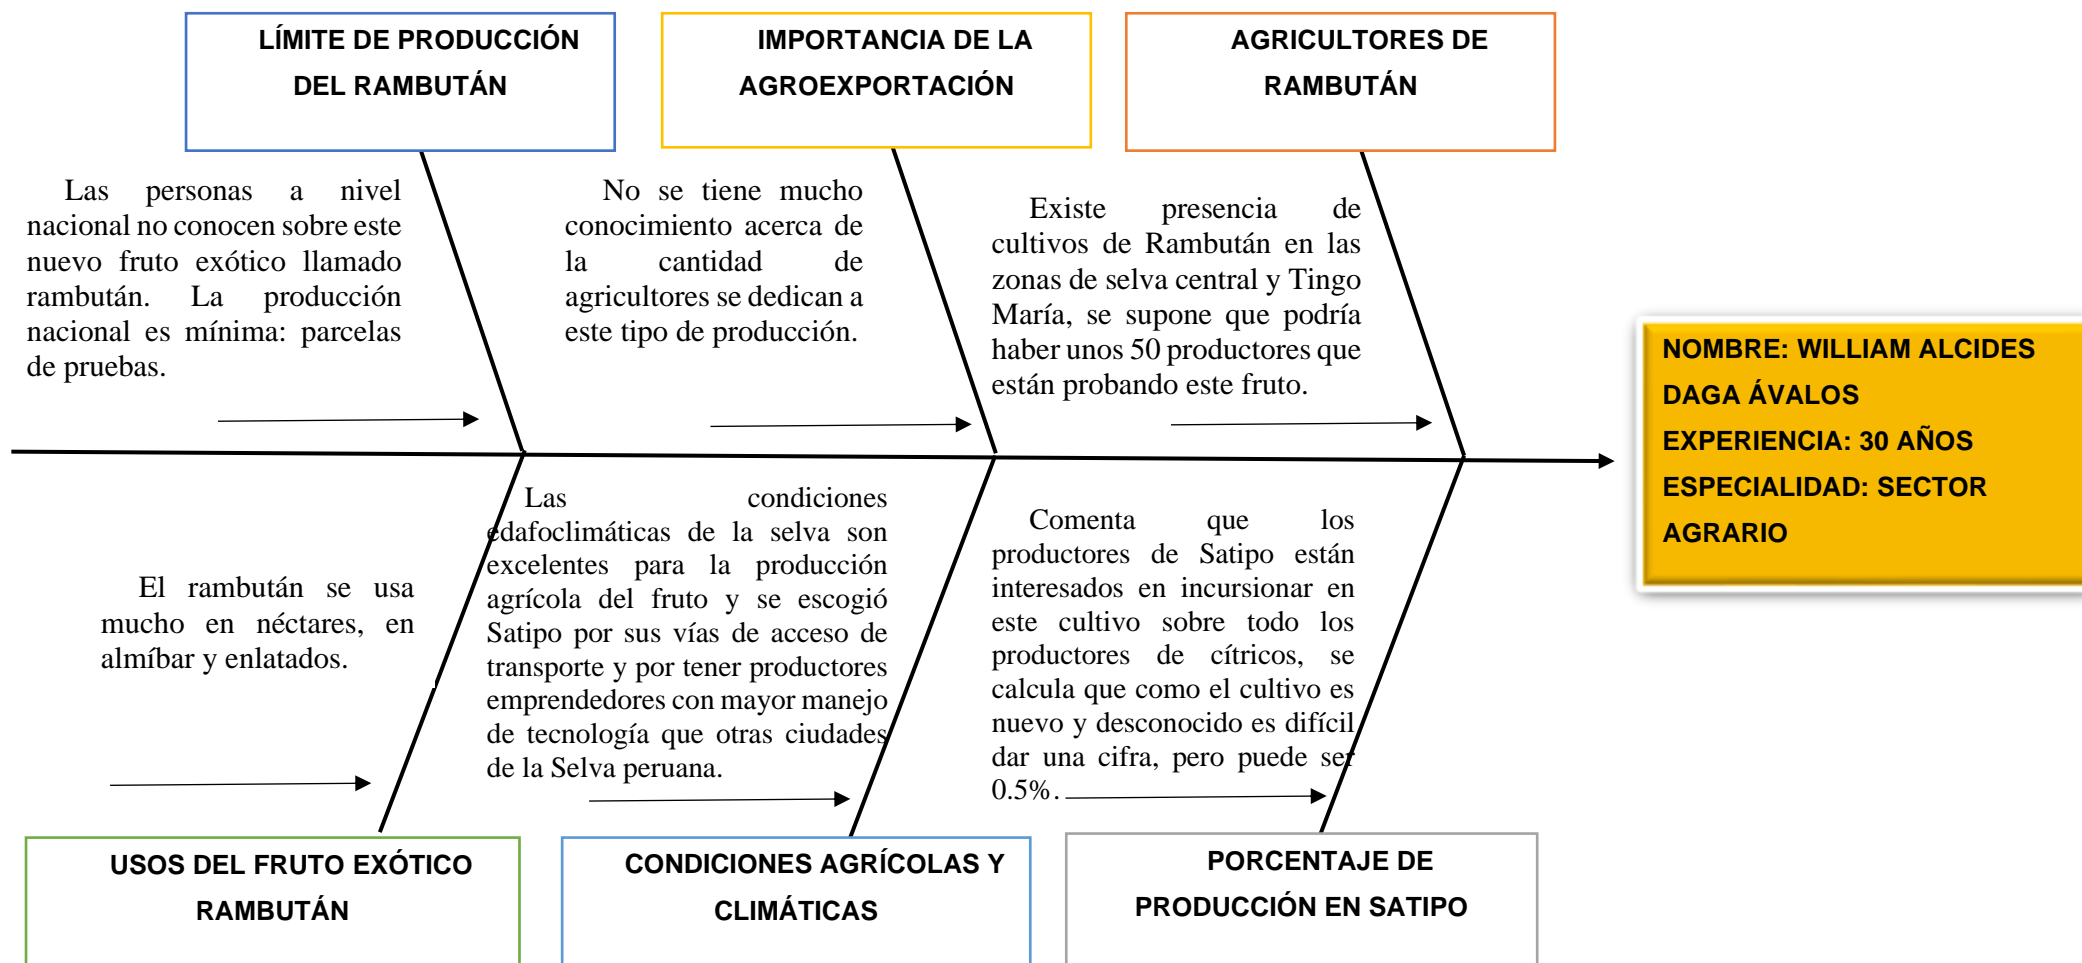 LÍMITE DE PRODUCCIÓN
DEL RAMBUTÁN
IMPORTANCIA DE LA
AGROEXPORTACIÓN
AGRICULTORES DE
RAMBUTÁN
Las personas a nivel
nacional no conocen sobre este
nuevo fruto exótico llamado
rambután. La producción
nacional es mínima: parcelas
de pruebas.
No se tiene mucho
conocimiento acerca de
la cantidad de
agricultores se dedican a
este tipo de producción.
Existe presencia de
cultivos de Rambután en las
zonas de selva central y Tingo
María, se supone que podría
haber unos 50 productores que
están probando este fruto.
NOMBRE: WILLIAM ALCIDES
DAGA ÁVALOS
EXPERIENCIA: 30 AÑOS
ESPECIALIDAD: SECTOR
AGRARIO
El rambután se usa
mucho en néctares, en
almíbar y enlatados.
Las condiciones
edafoclimáticas de la selva son
excelentes para la producción
agrícola del fruto y se escogió
Satipo por sus vías de acceso de
transporte y por tener productores
emprendedores con mayor manejo
de tecnología que otras ciudades
de la Selva peruana.
Comenta que los
productores de Satipo están
interesados en incursionar en
este cultivo sobre todo los
productores de cítricos, se
calcula que como el cultivo es
nuevo y desconocido es difícil
dar una cifra, pero puede ser
0.5%.
USOS DEL FRUTO EXÓTICO
RAMBUTÁN
CONDICIONES AGRÍCOLAS Y
CLIMÁTICAS
PORCENTAJE DE
PRODUCCIÓN EN SATIPO